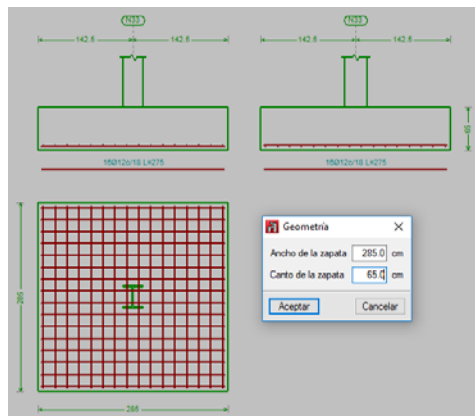 N33
142.5 142.5
142.5 142.5
65
16Ø12c/18 L=275
16Ø12c/18 L=275
285
285
Geometría
Ancho de la zapata 285.0 cm
Canto de la zapata 65.0 cm
Aceptar Cancelar